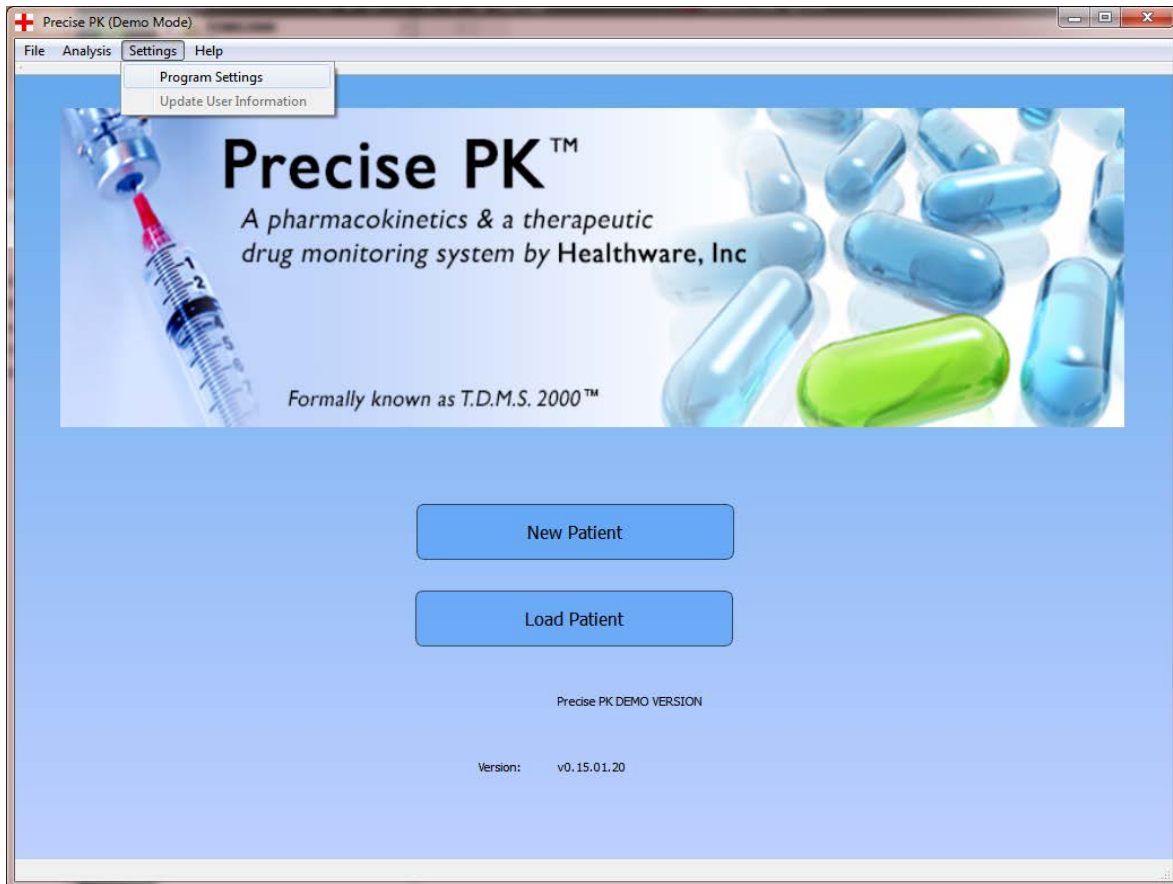 Precise PK (Demo Mode)
File Analysis Settings Help
Program Settings
Update User Information
Precise PK™
A pharmacokinetics & a therapeutic
drug monitoring system by Healthware, Inc
Formally known as T.D.M.S. 2000™
New Patient
Load Patient
Precise PK DEMO VERSION
Version: v0.15.01.20